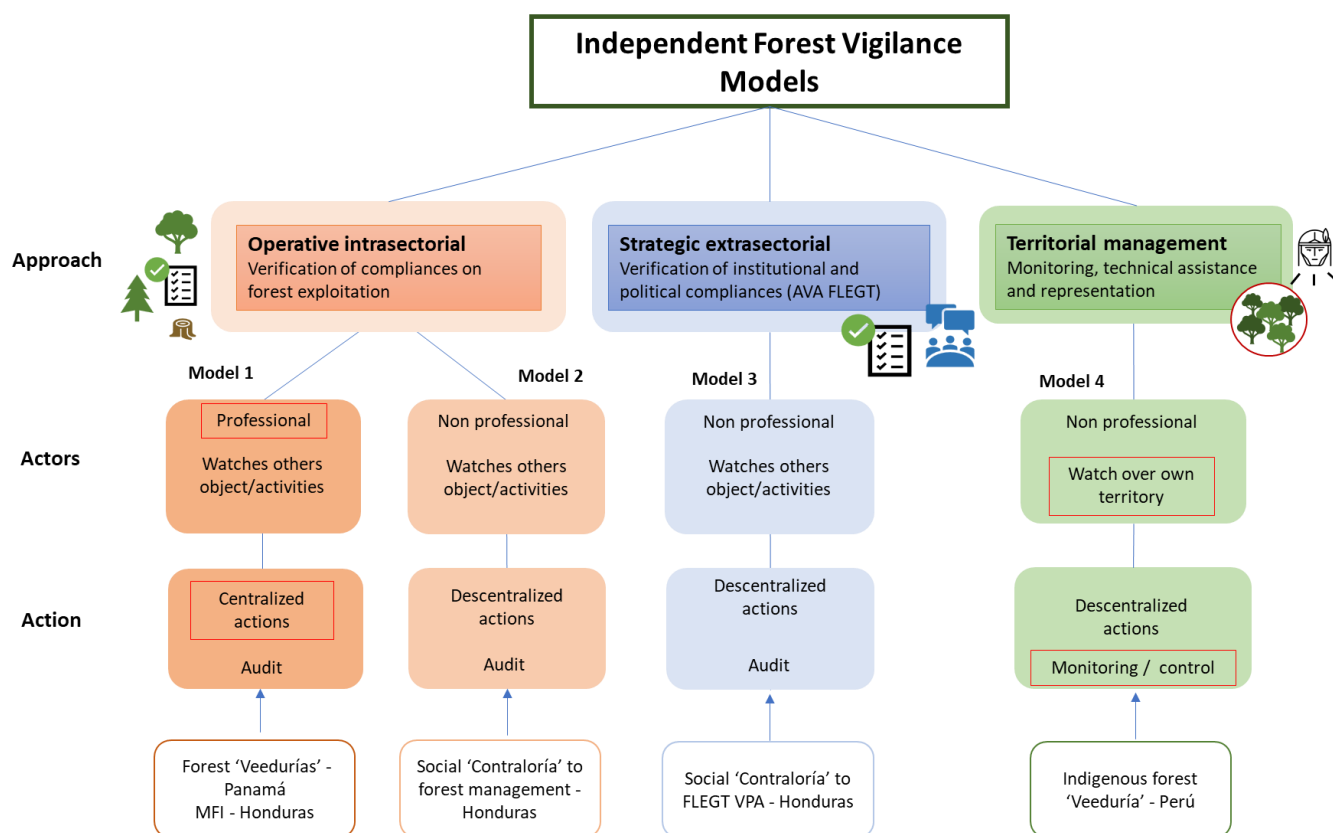 Independent Forest Vigilance
Models
Approach
Operative intrasectorial
Verification of compliances on
forest exploitation
Strategic extrasectorial
Verification of institutional and
political compliances (AVA FLEGT)
Territorial management
Monitoring, technical assistance
and representation
Model 1
Model 2
Model 3
Model 4
Actors
Professional
Watches others
object/activities
Non professional
Watches others
object/activities
Non professional
Watches others
object/activities
Non professional
Watch over own
territory
Action
Centralized
actions
Audit
Descentralized
actions
Audit
Descentralized
actions
Audit
Descentralized
actions
Monitoring / control
Forest ‘Veedurías’ -
Panamá
MFI - Honduras
Social ‘Contraloría’ to
forest management -
Honduras
Social ‘Contraloría’ to
FLEGT VPA - Honduras
Indigenous forest
‘Veeduría’ - Perú